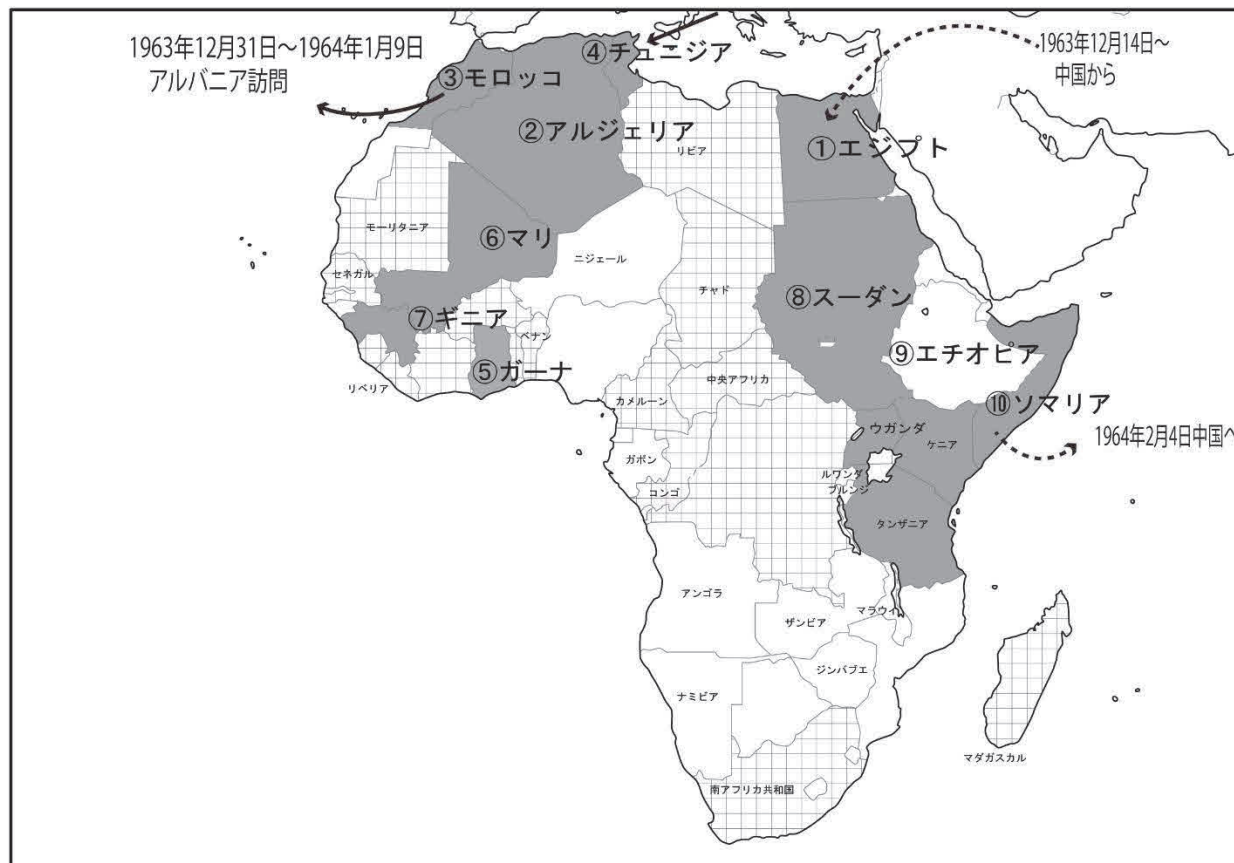 1963年12月31日～1964年1月9日
アルバニア訪問
④チュニジア
1963年12月14日～
中国から
③モロッコ
②アルジェリア
リビア
①エジプト
モーリタニア
⑥マリ
ニジェール
セネガル
チャド
⑧スーダン
⑦ギニア
ベナン
⑨エチオピア
⑤ガーナ
リベリア
カメルーン
中央アフリカ
⑩ソマリア
ウガンダ
ケニア
1964年2月4日中国へ
ガボン
ルワンダ
コンゴ
ブルンジ
タンザニア
アンゴラ
マラウイ
ザンビア
ジンバブエ
ナミビア
マダガスカル
南アフリカ共和国